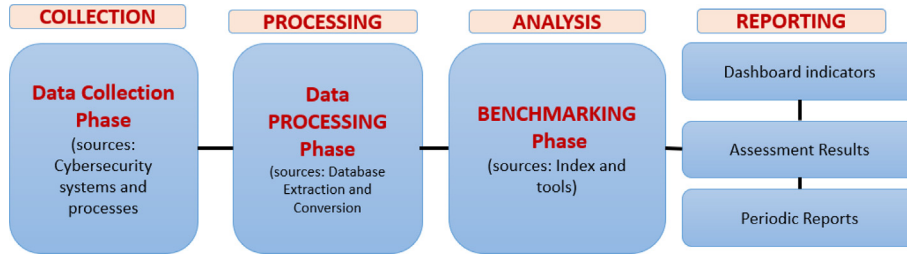 COLLECTION
Data Collection
Phase
(sources:
Cybersecurity
systems and
processes
PROCESSING
Data
PROCESSING
Phase
(sources: Database
Extraction and
Conversion
ANALYSIS
BENCHMARKING
Phase
(sources: Index and
tools)
REPORTING
Dashboard indicators
Assessment Results
Periodic Reports